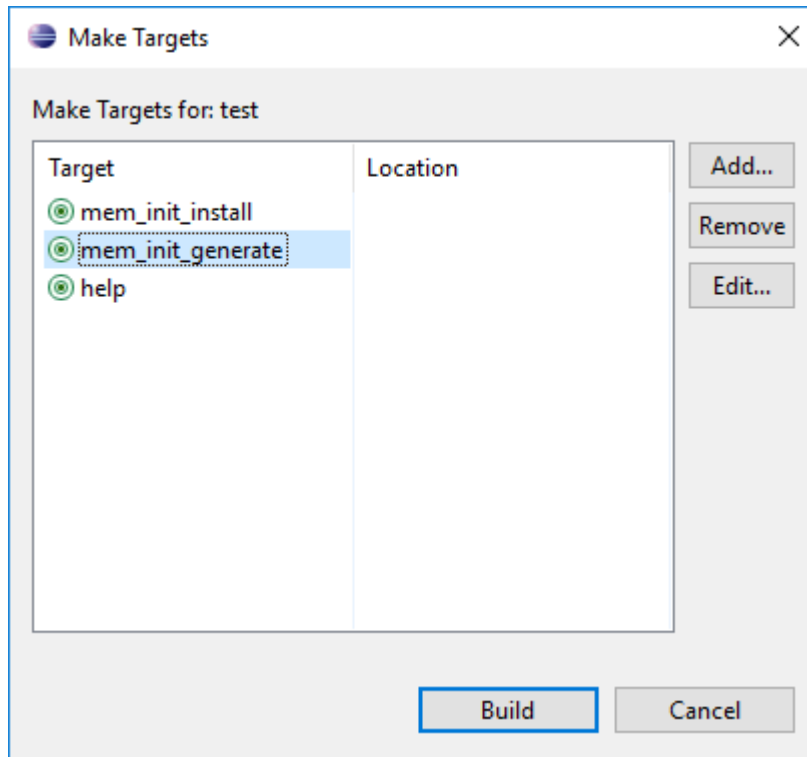 Make Targets
Make Targets for: test
Target Location
Add...
mem_init_install
Remove
mem_init_generate
Edit...
help
Build Cancel